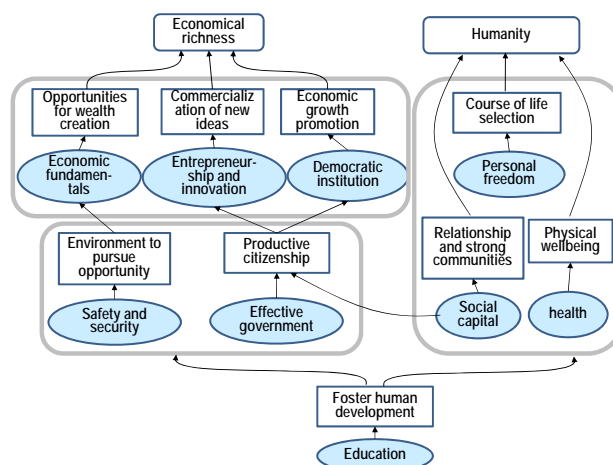 Economical
richness
Humanity
Opportunities
for wealth
creation
Commercializ
ation of new
ideas
Economic
growth
promotion
Course of life
selection
Economic
fundamen-
tals
Entrepreneur-
ship and
innovation
Democratic
institution
Personal
freedom
Environment to
pursue
opportunity
Productive
citizenship
Relationship
and strong
communities
Physical
wellbeing
Safety and
security
Effective
government
Social
capital
health
Foster human
development
Education